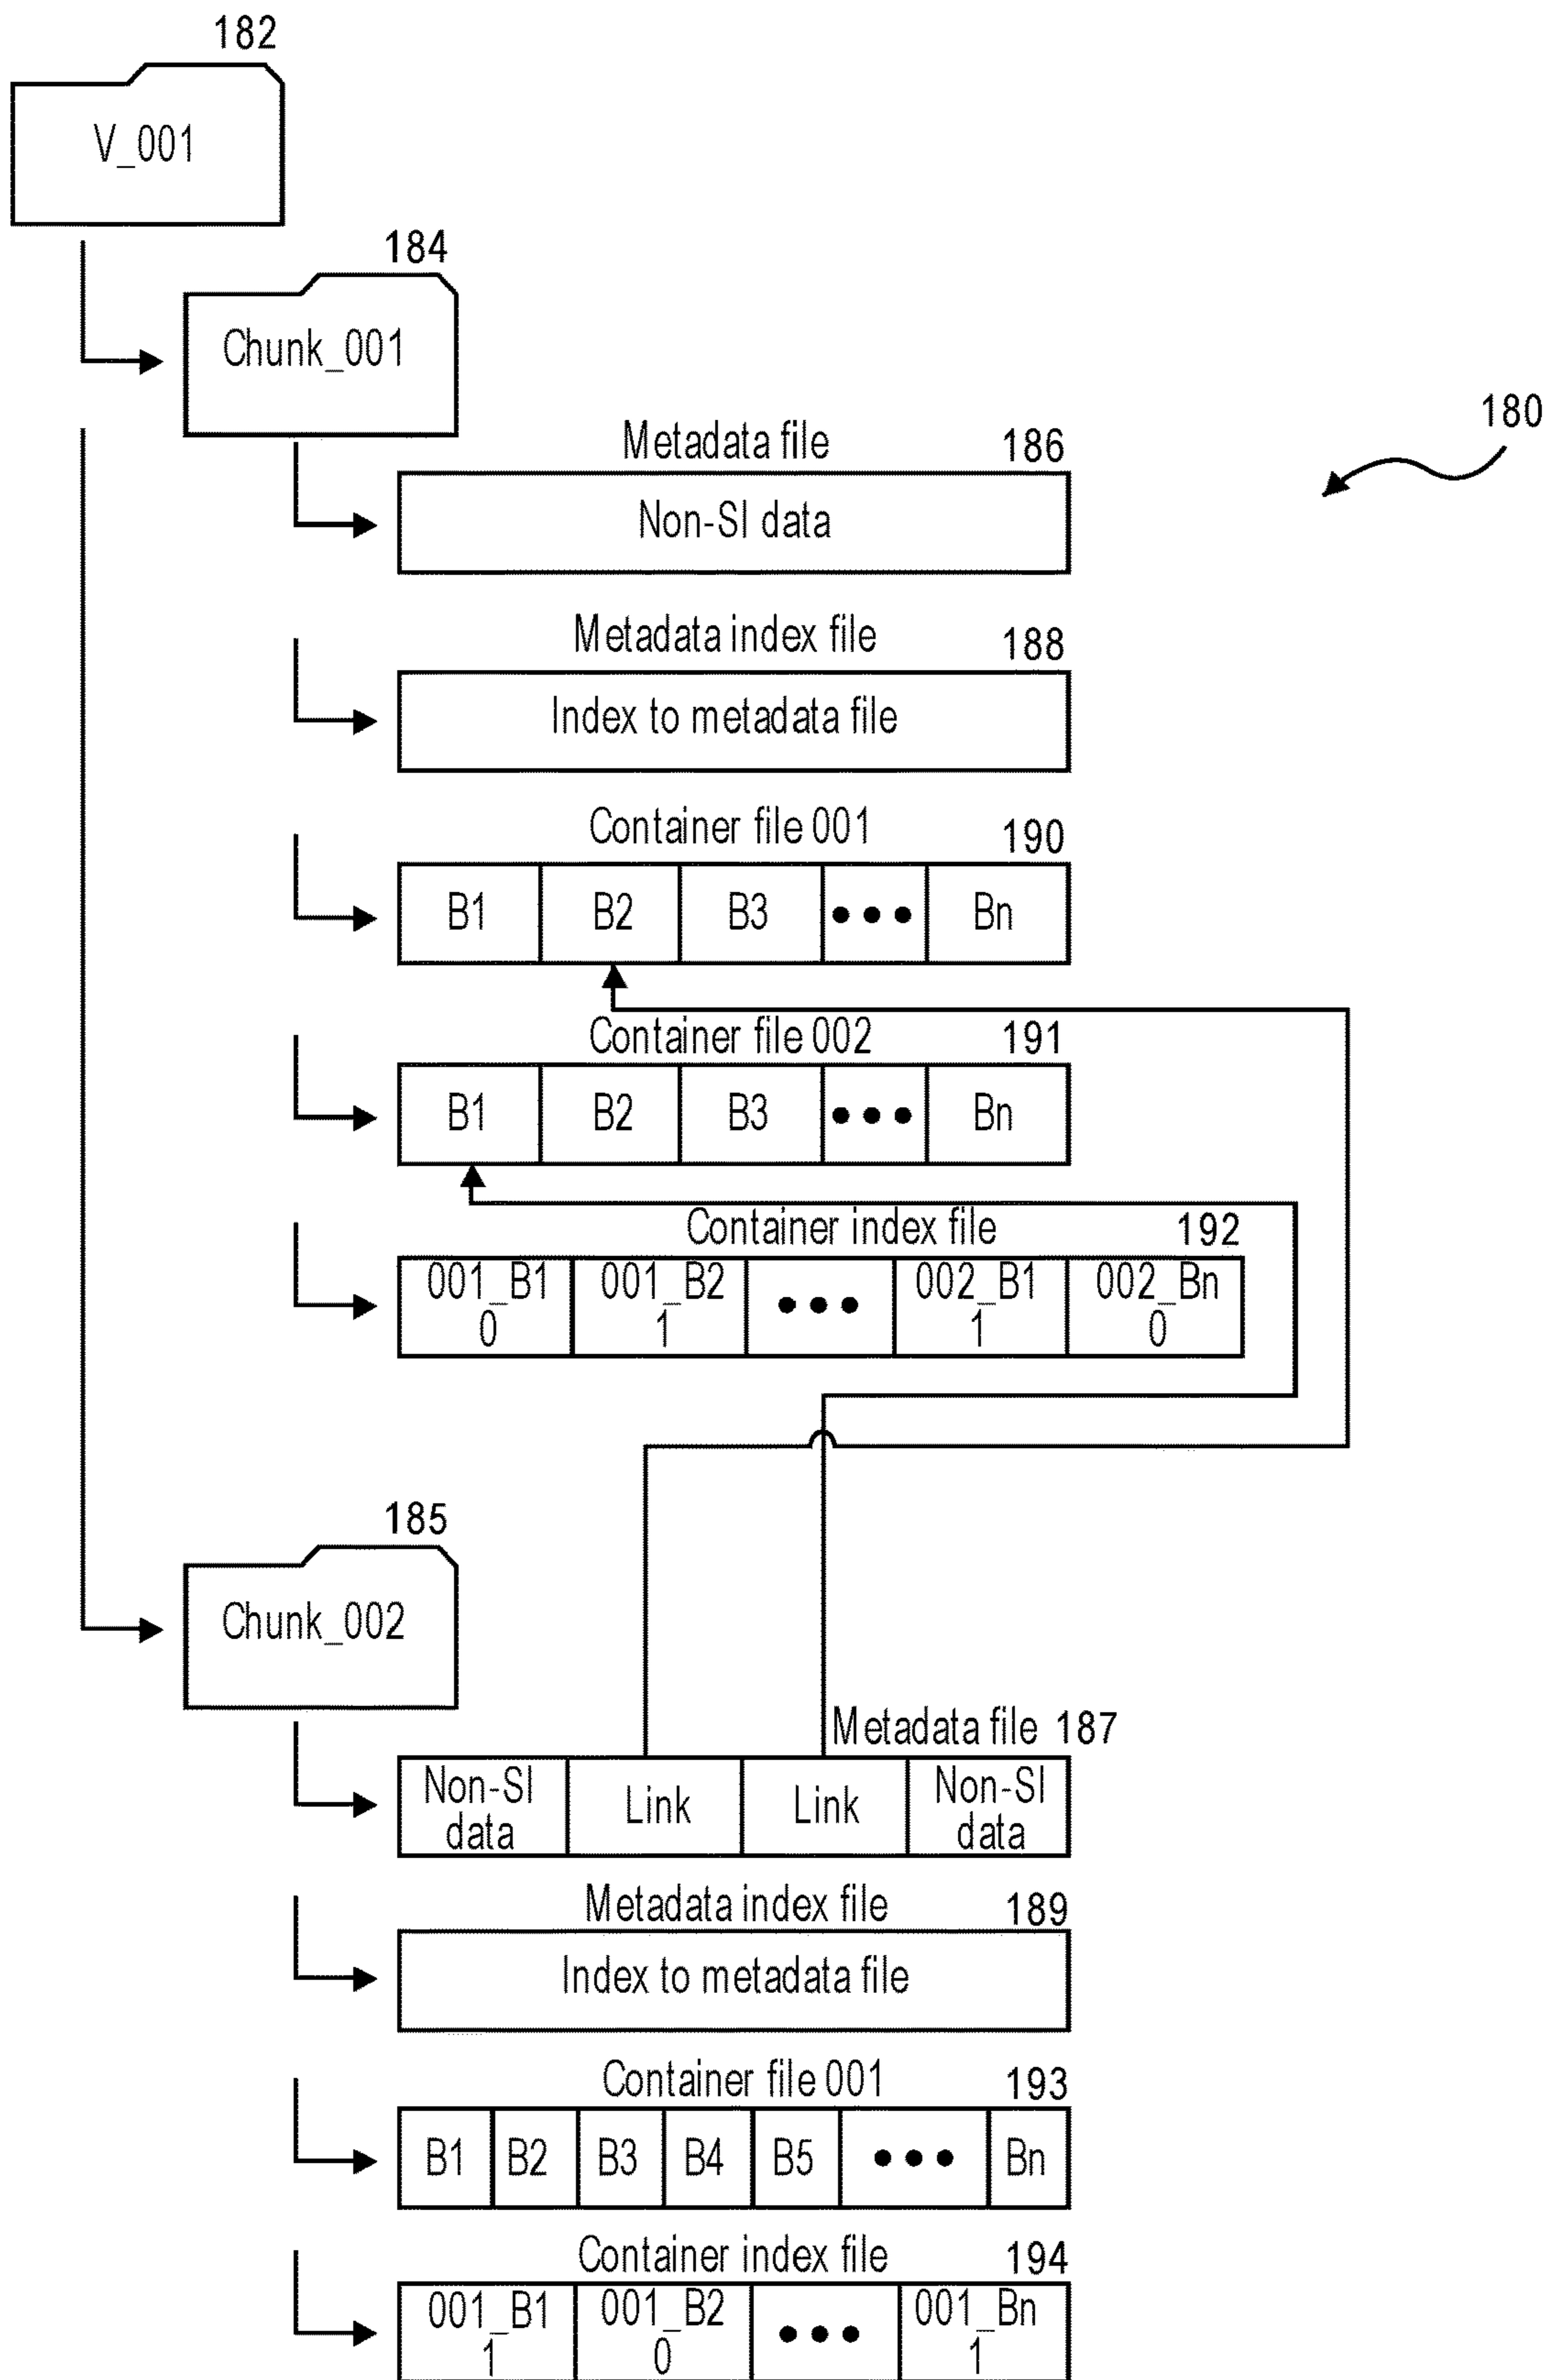 182
V_001
184
Chunk_001
180
Metadata file 186
Non-SI data
Metadata index file 188
Index to metadata file
Container file 001 190
B1 B2 B3 ••• Bn
Container file 002 191
B1 B2 B3 ••• Bn
Container index file 192
001_B1 001_B2 ••• 002_B1 002_Bn
0 1 1 0
185
Chunk_002
Metadata file 187
Non-SI Link Link Non-SI
data data
Metadata index file 189
Index to metadata file
Container file 001 193
B1 B2 B3 B4 B5 ••• Bn
Container index file 194
001_B1 001_B2 ••• 001_Bn
1 0 1